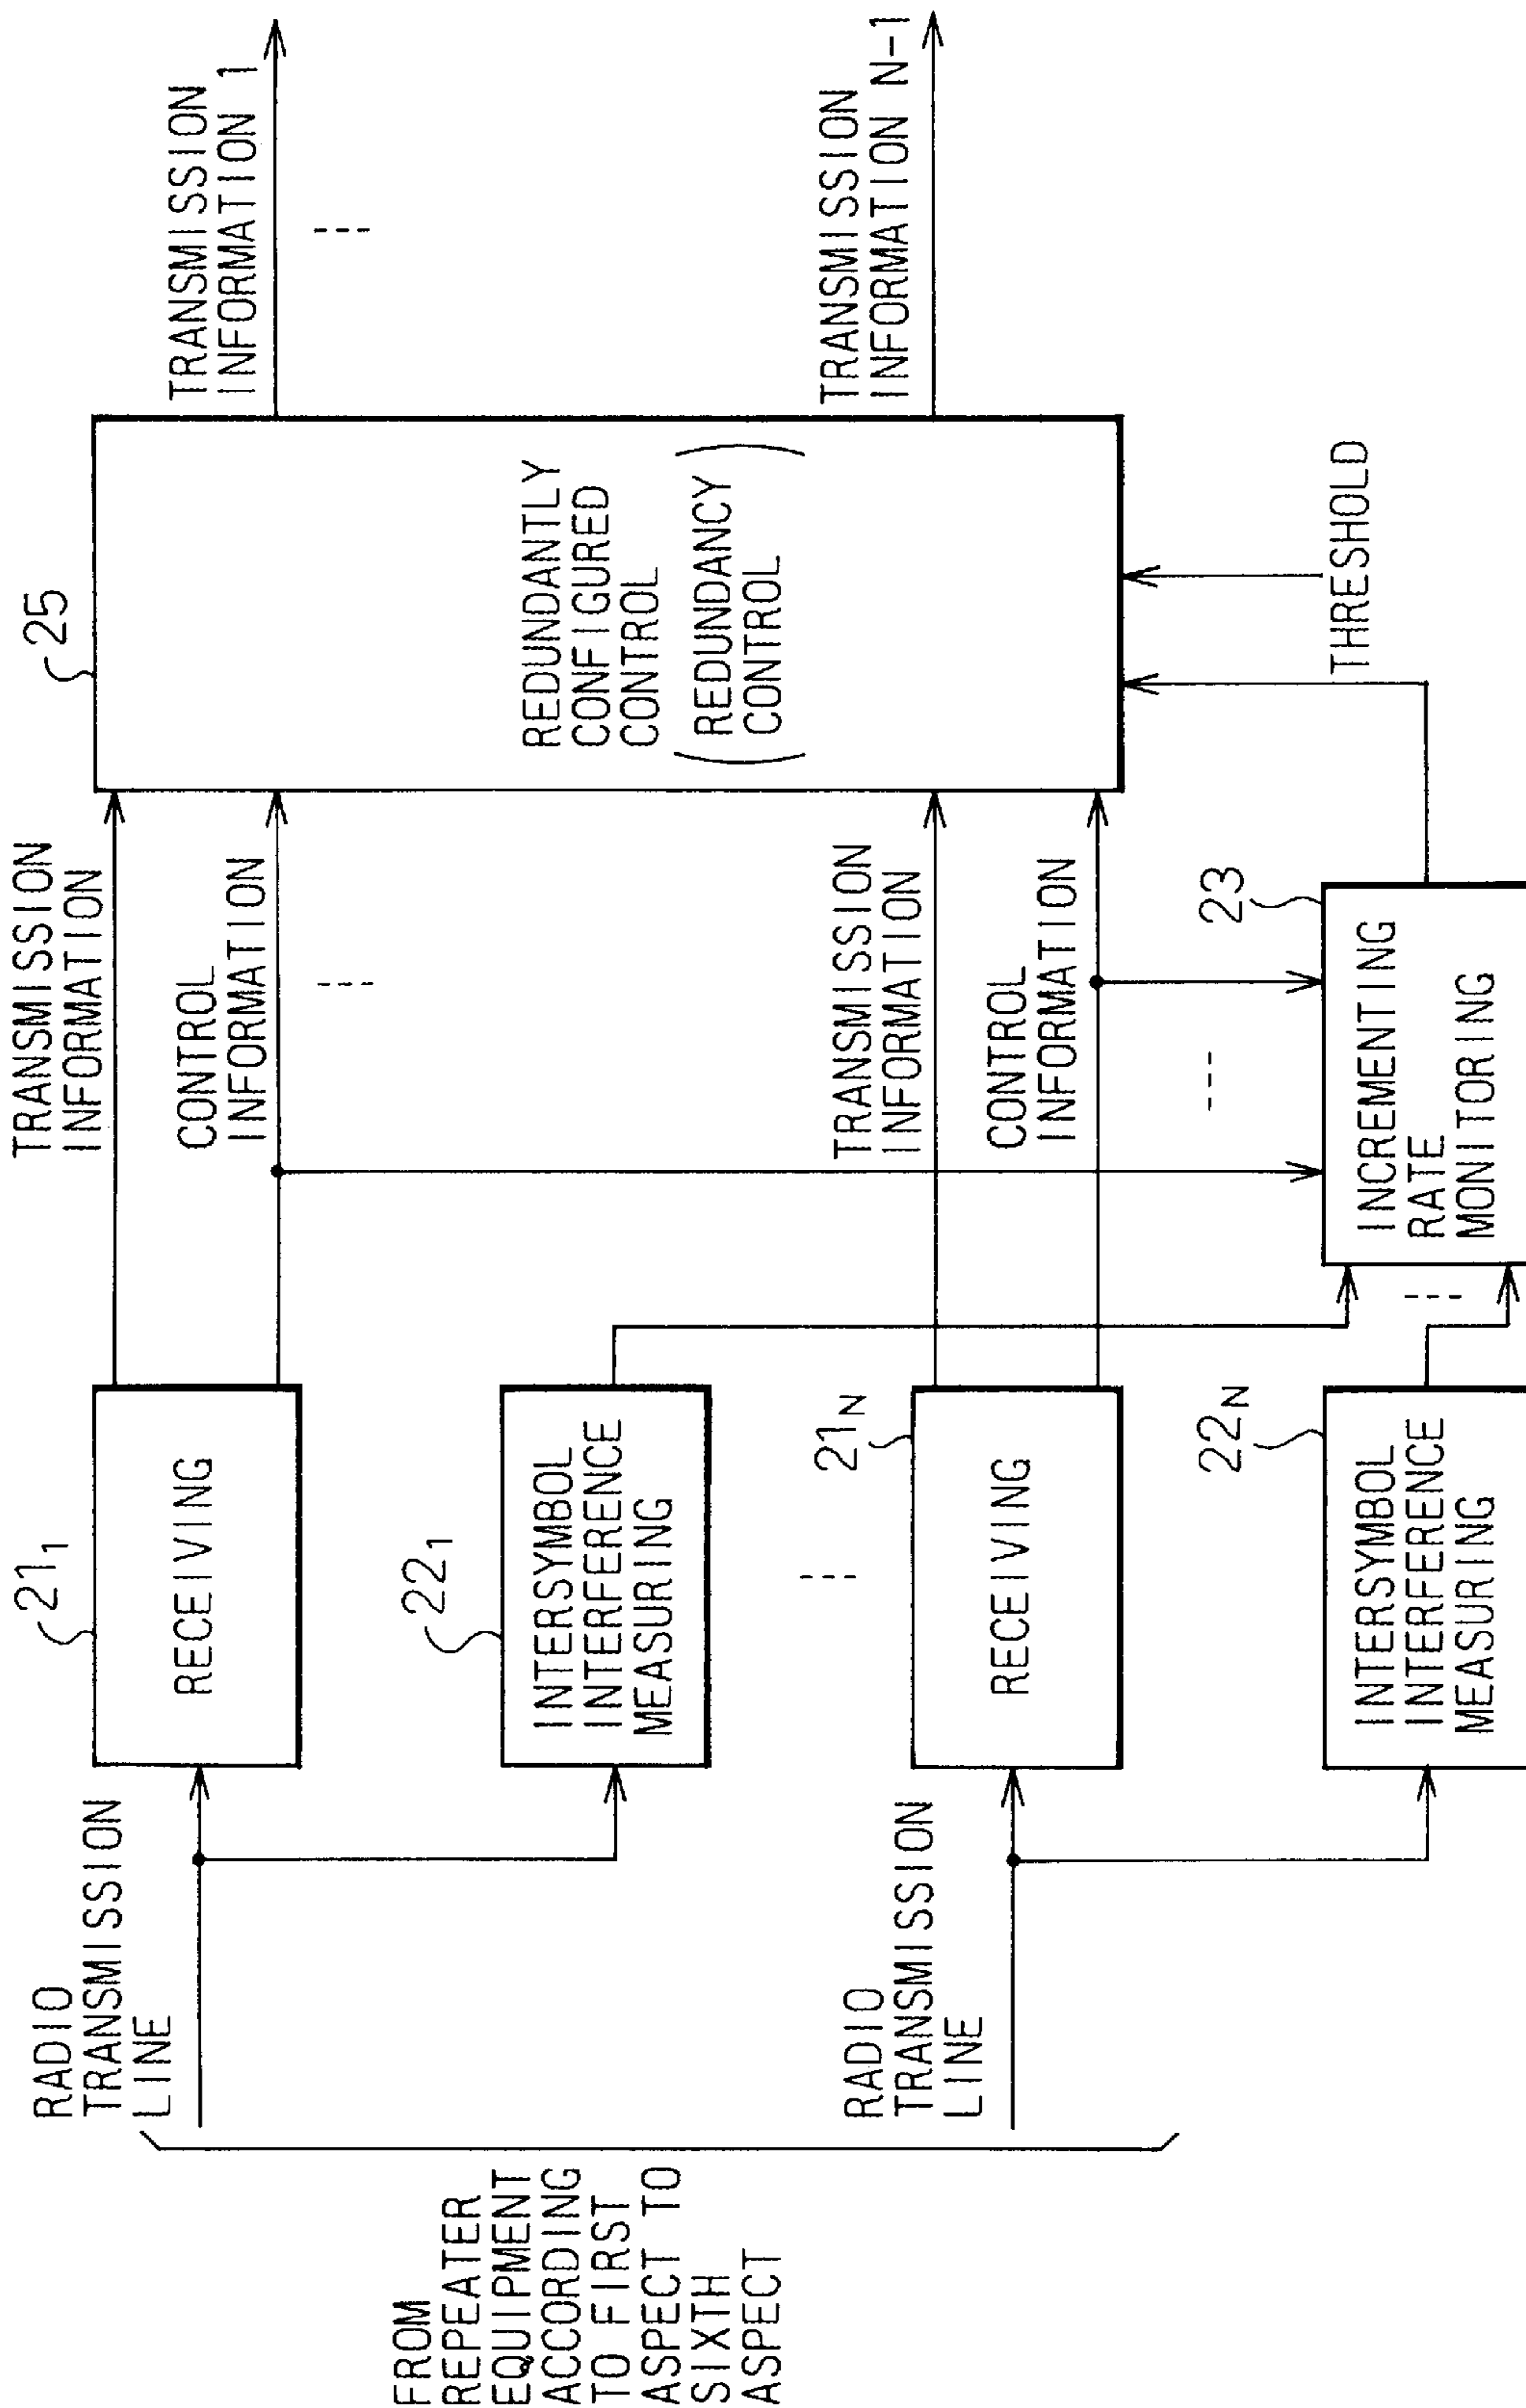 FROM
REPEATER
EQUIPMENT
ACCORDING
TO FIRST
ASPECT TO
SIXTH
ASPECT
RADIO
TRANSMISSION
LINE
21₁
RECEIVING
TRANSMISSION
INFORMATION
CONTROL
INFORMATION
25
REDUNDANTLY
CONFIGURED
CONTROL
(REDUNDANCY
CONTROL)
TRANSMISSION
INFORMATION 1
22₁
INTERSYMBOL
INTERFERENCE
MEASURING
RADIO
TRANSMISSION
LINE
21N
RECEIVING
TRANSMISSION
INFORMATION
CONTROL
INFORMATION
TRANSMISSION
INFORMATION N-1
22N
INTERSYMBOL
INTERFERENCE
MEASURING
23
INCREMENTING
RATE
MONITORING
THRESHOLD